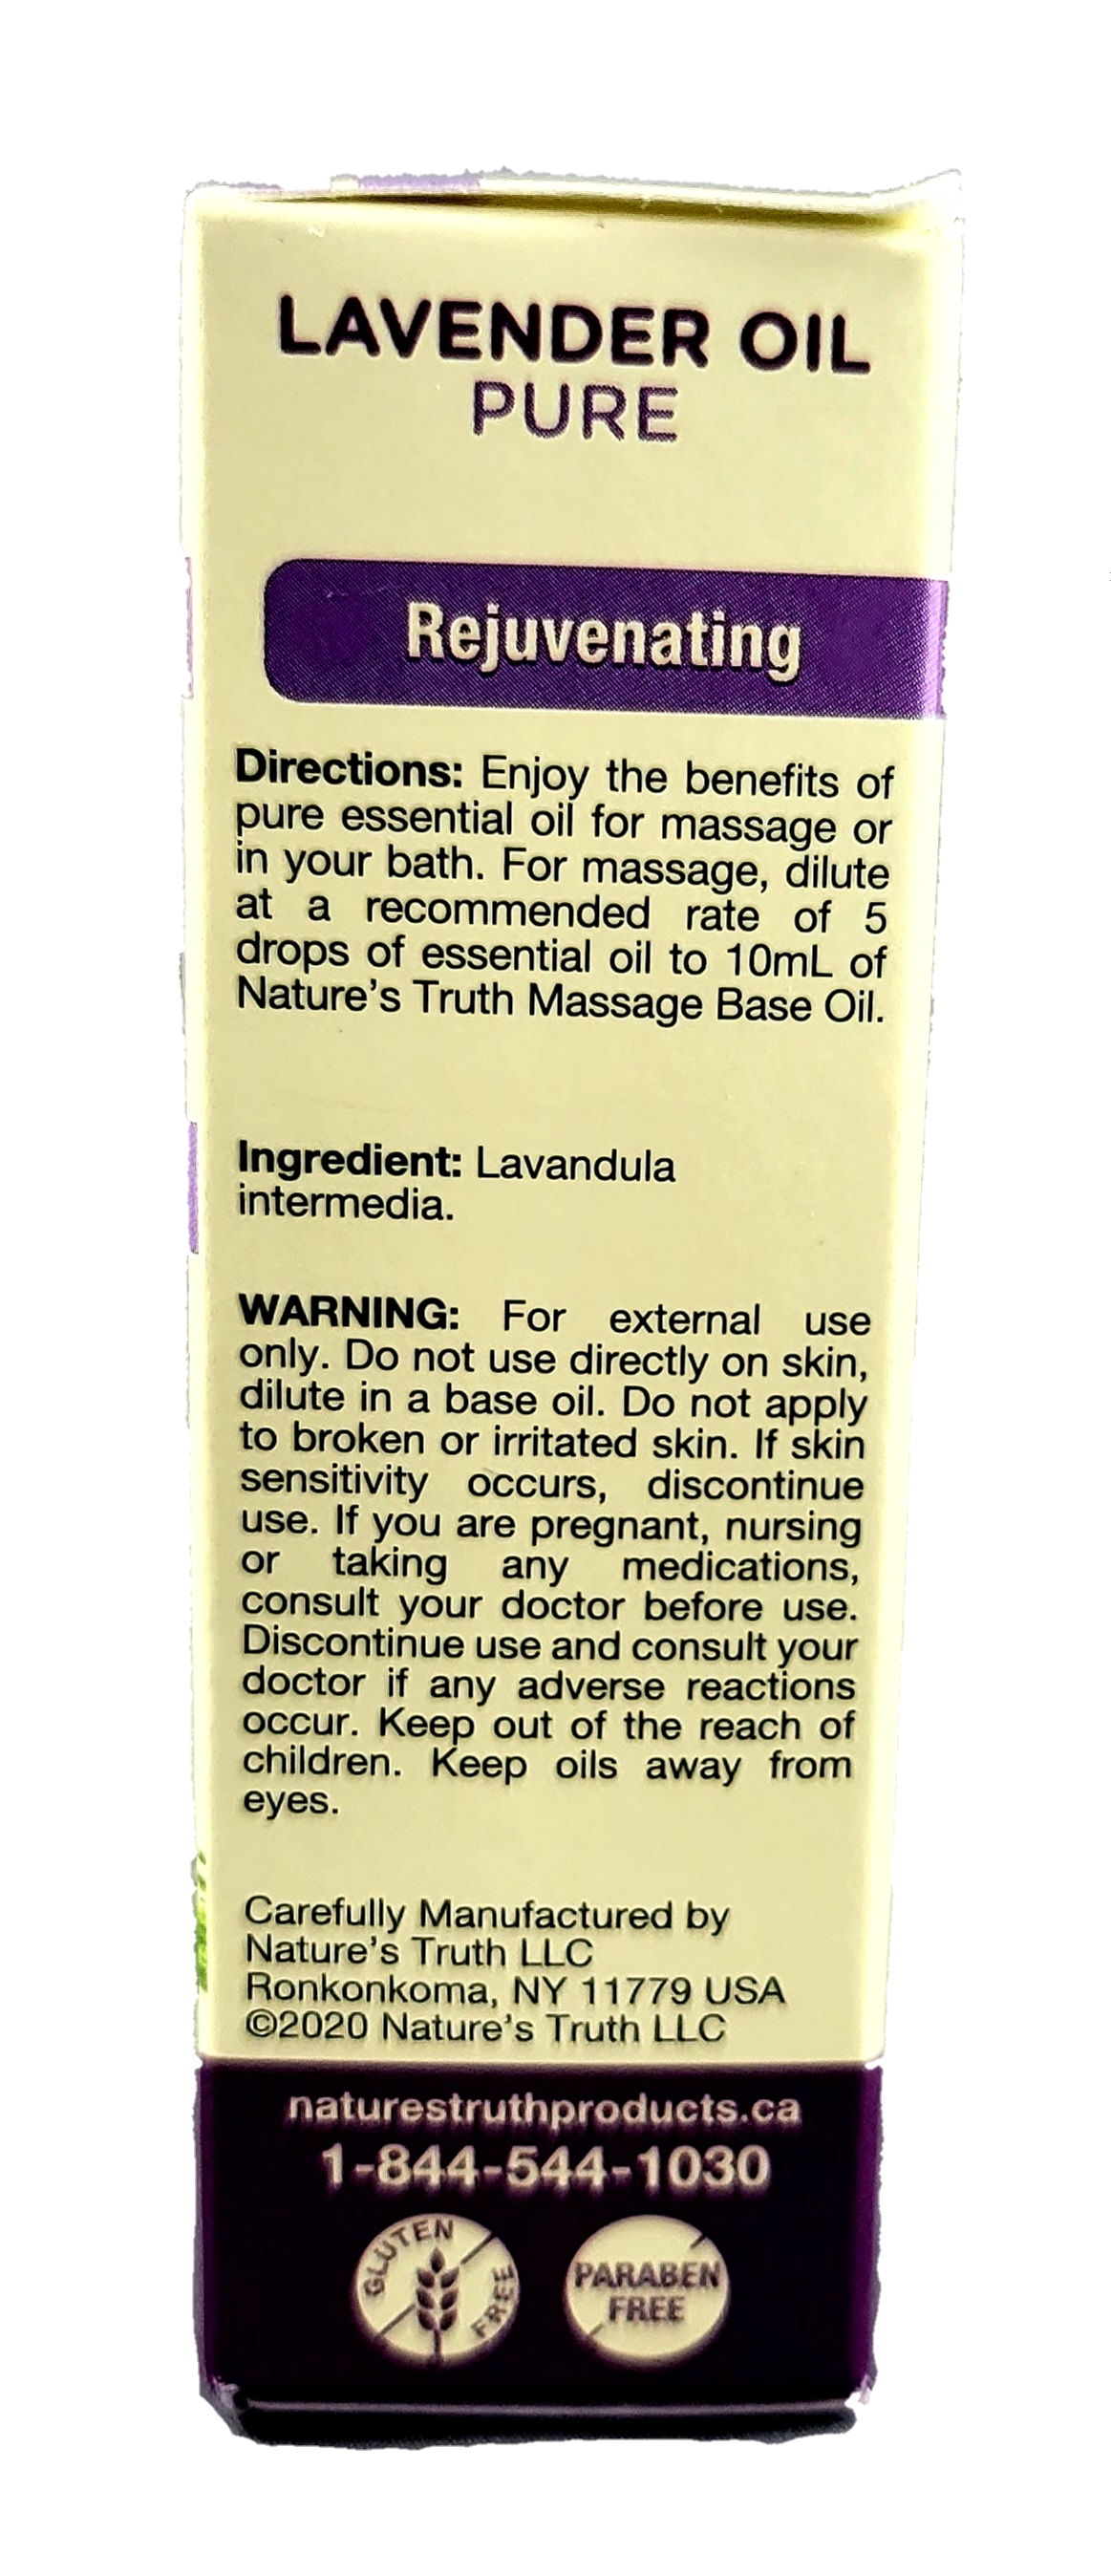 LAVENDER OIL
PURE
Rejuvenating
Directions: Enjoy the benefits of
pure essential oil for massage or
in your bath. For massage, dilute
at a recommended rate of 5
drops of essential oil to 10mL of
Nature's Truth Massage Base Oil.
Ingredient: Lavandula
intermedia.
WARNING: For external use
only. Do not use directly on skin,
dilute in a base oil. Do not apply
to broken or irritated skin. If skin
sensitivity occurs, discontinue
use. If you are pregnant, nursing
or taking any medications,
consult your doctor before use.
Discontinue use and consult your
doctor if any adverse reactions
occur. Keep out of the reach of
children. Keep oils away from
eyes.
Carefully Manufactured by
Nature's Truth LLC
Ronkonkoma, NY 11779 USA
©2020 Nature's Truth LLC
naturestruthproducts.ca
1-844-544-1030
GLUTEN FREE
PARABEN
FREE